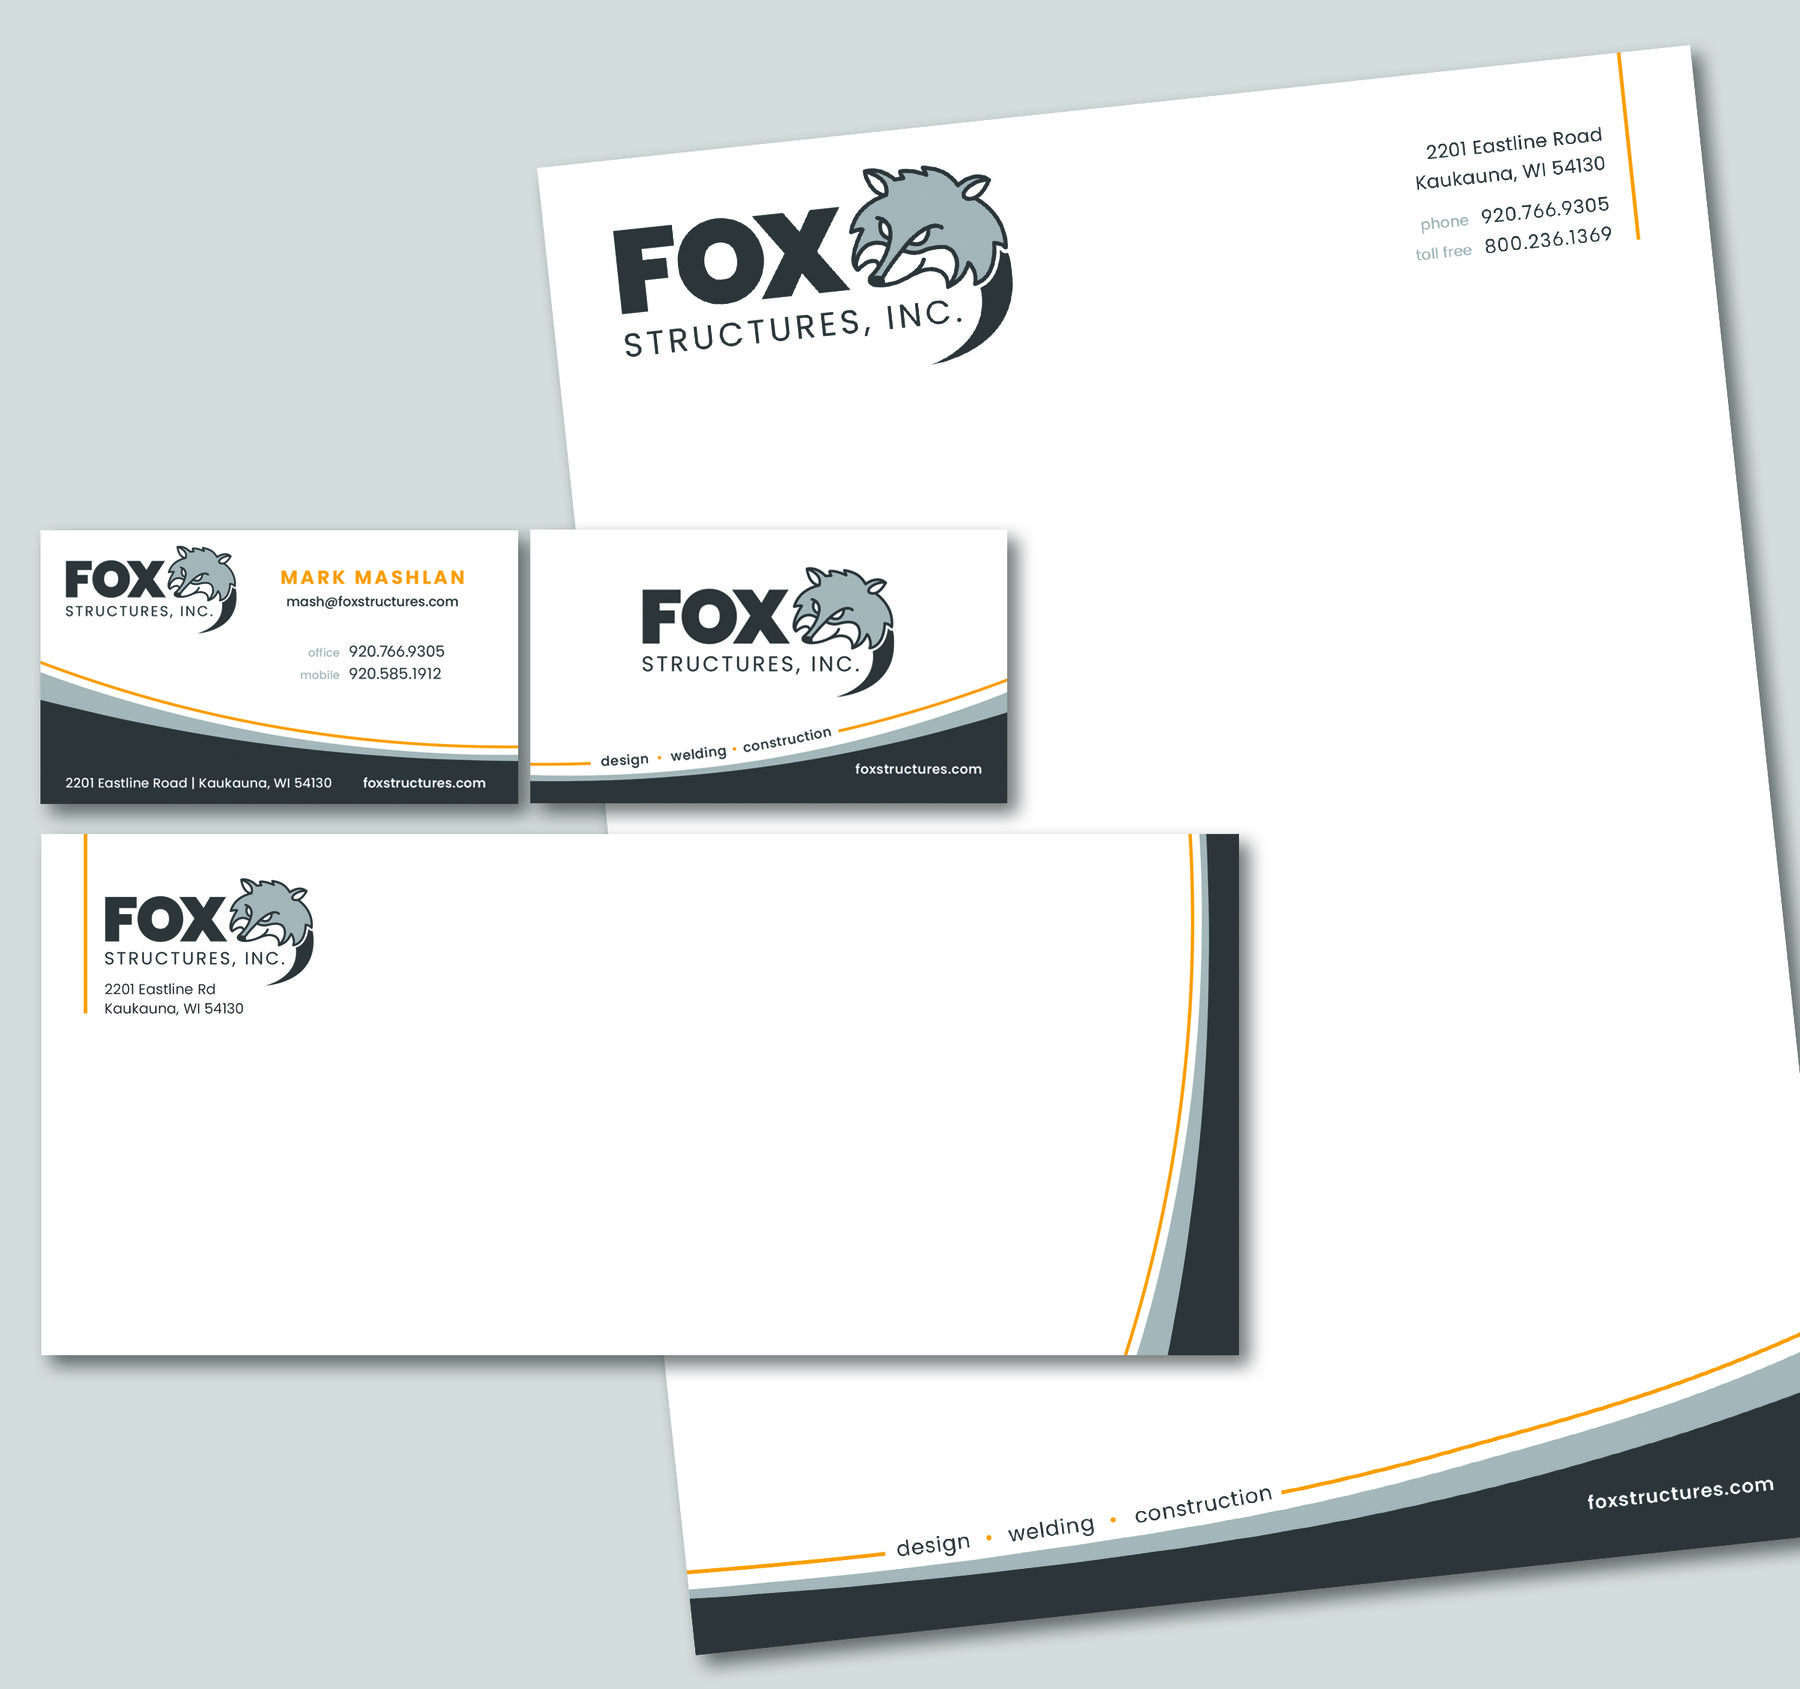 FOX
STRUCTURES, INC.
2201 Eastline Road
Kaukauna, WI 54130
phone 920.766.9305
toll free 800.236.1369
FOX
STRUCTURES, INC.
MARK MASHLAN
mash@foxstructures.com
office 920.766.9305
mobile 920.585.1912
2201 Eastline Road | Kaukauna, WI 54130 foxstructures.com
FOX
STRUCTURES, INC.
design • welding • construction
foxstructures.com
FOX
STRUCTURES, INC.
2201 Eastline Rd
Kaukauna, WI 54130
design • welding • construction
foxstructures.com